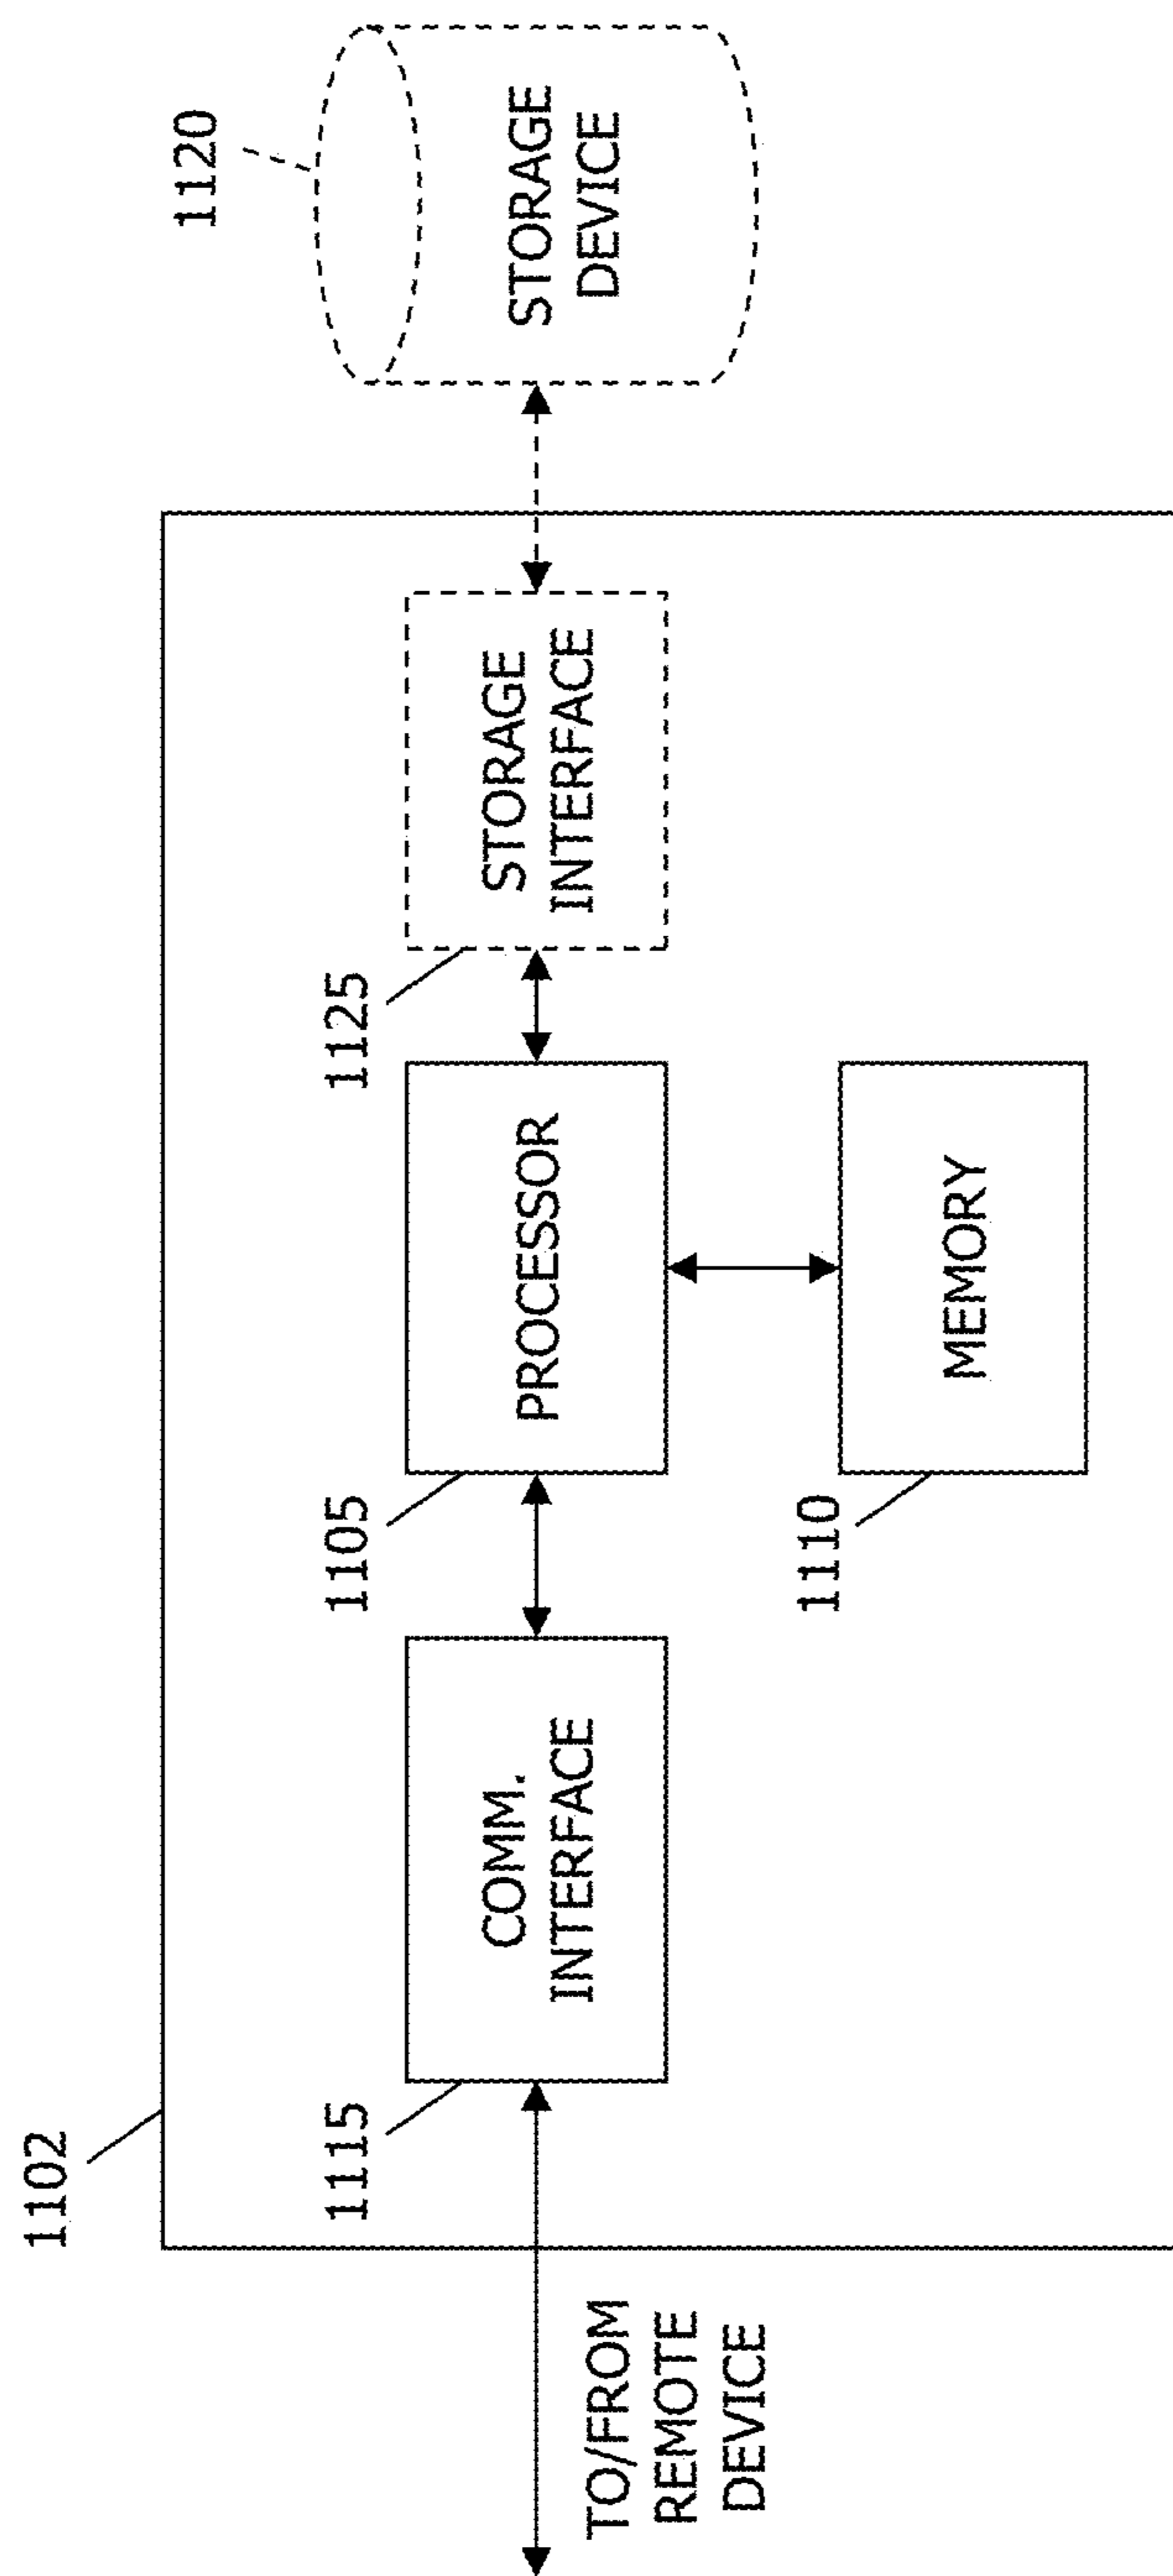 1102
1120
1115
1105
1125
COMM.
INTERFACE
PROCESSOR
STORAGE
INTERFACE
STORAGE
DEVICE
TO/FROM
REMOTE
DEVICE
1110
MEMORY